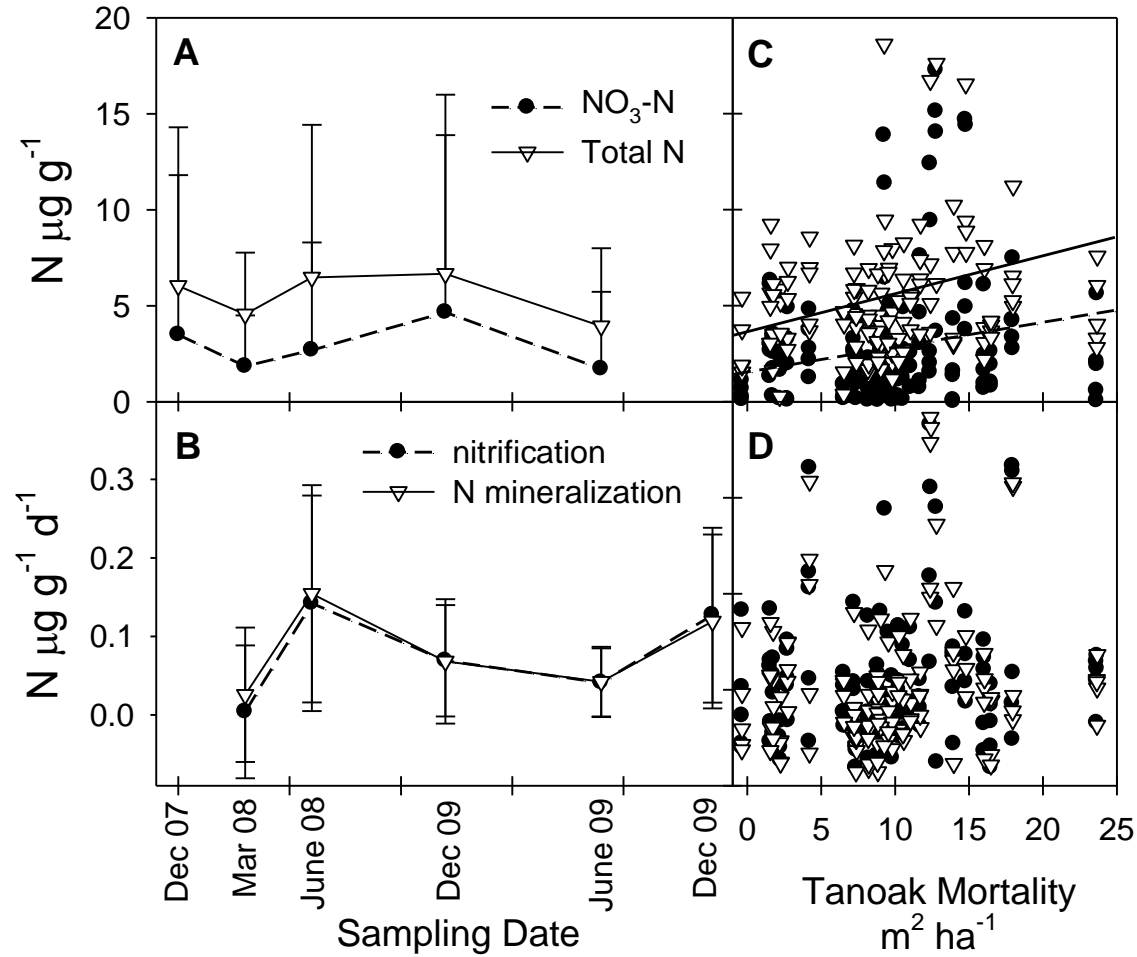 A
NO3-N
Total N
20
15
10
5
0
N μg g-1
C
B
nitrification
N mineralization
0.3
0.2
0.1
0.0
N μg g-1 d-1
D
Dec 07
Mar 08
June 08
Dec 09
June 09
Dec 09
Sampling Date
0 5 10 15 20 25
Tanoak Mortality
m2 ha-1